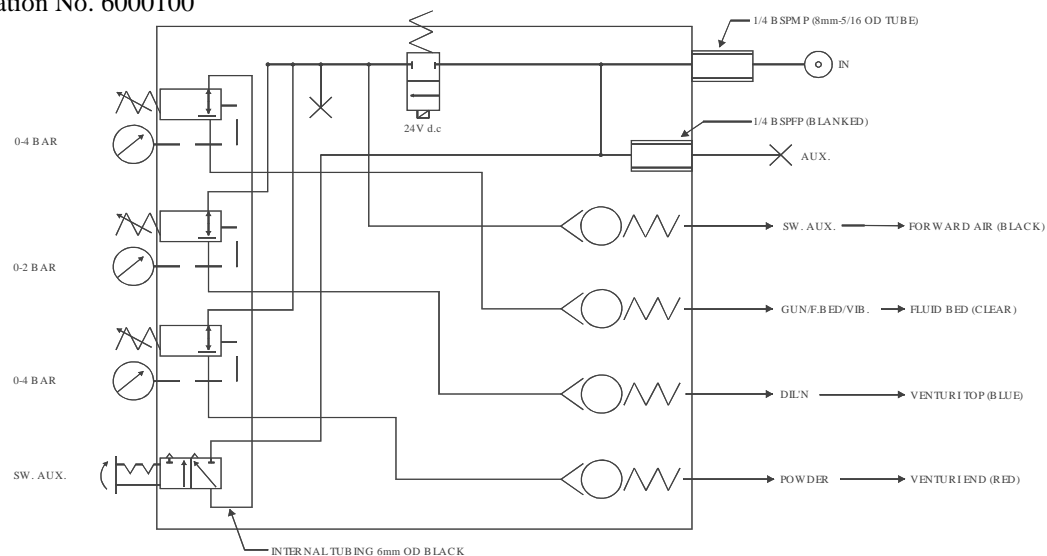 ation No. 6000100
1/4 BSPMP (8mm-5/16 OD TUBE)
IN
24V d.c
1/4 BSPFP (BLANKED)
0-4 BAR
AUX.
SW. AUX. FORWARD AIR (BLACK)
0-2 BAR
GUN/F.BED/VIB. FLUID BED (CLEAR)
0-4 BAR
DIL'N VENTURI TOP (BLUE)
SW. AUX.
POWDER VENTURI END (RED)
INTERNAL TUBING 6mm OD BLACK